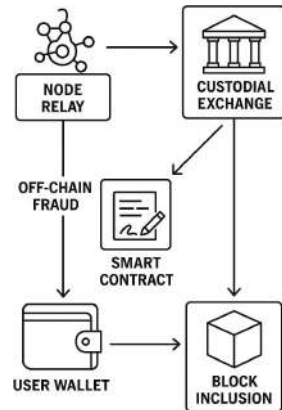 NODE
RELAY
CUSTODIAL
EXCHANGE
OFF-CHAIN
FRAUD
SMART
CONTRACT
USER WALLET
BLOCK
INCLUSION